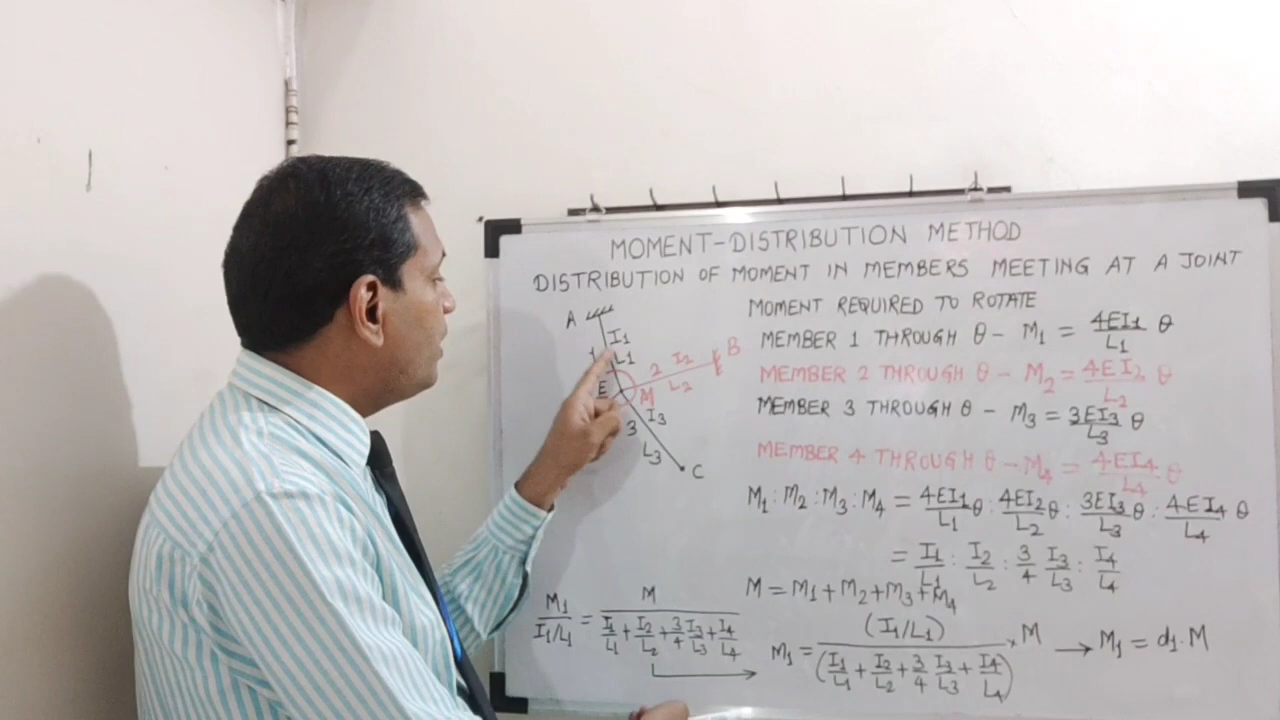 MOMENT-DISTRIBUTION METHOD
DISTRIBUTION OF MOMENT IN MEMBERS MEETING AT A JOINT
A
I₁
1 L₁
2 I₂
L₂
B
E
M
I₃
3
L₃
C
MOMENT REQUIRED TO ROTATE
MEMBER 1 THROUGH θ - M₁ = 4EI₁/L₁ θ
MEMBER 2 THROUGH θ - M₂ = 4EI₂/L₂ θ
MEMBER 3 THROUGH θ - M₃ = 3EI₃/L₃ θ
MEMBER 4 THROUGH θ - M₄ = 4EI₄/L₄ θ
M₁ : M₂ : M₃ : M₄ = 4EI₁/L₁ θ : 4EI₂/L₂ θ : 3EI₃/L₃ θ : 4EI₄/L₄ θ
= I₁/L₁ : I₂/L₂ : 3/4 I₃/L₃ : I₄/L₄
M = M₁ + M₂ + M₃ + M₄
M₁/(I₁/L₁) = M/(I₁/L₁ + I₂/L₂ + 3/4 I₃/L₃ + I₄/L₄)
M₁ = (I₁/L₁)/(I₁/L₁ + I₂/L₂ + 3/4 I₃/L₃ + I₄/L₄) × M → M₁ = d₁. M